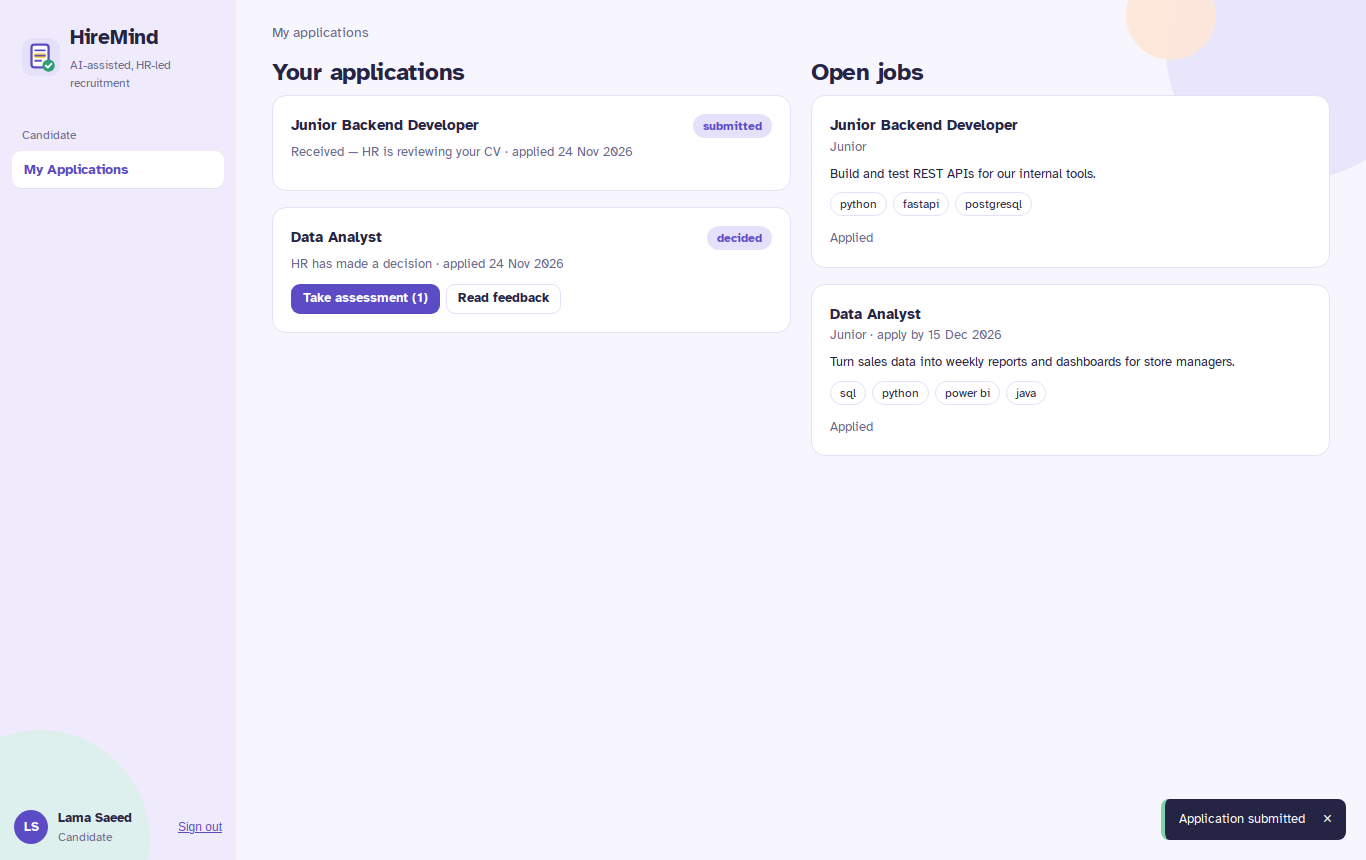 HireMind
AI-assisted, HR-led
recruitment
Candidate
My Applications
My applications
Your applications
Junior Backend Developer
submitted
Received — HR is reviewing your CV · applied 24 Nov 2026
Data Analyst
decided
HR has made a decision · applied 24 Nov 2026
Take assessment (1)
Read feedback
Open jobs
Junior Backend Developer
Junior
Build and test REST APIs for our internal tools.
python
fastapi
postgresql
Applied
Data Analyst
Junior · apply by 15 Dec 2026
Turn sales data into weekly reports and dashboards for store managers.
sql
python
power bi
java
Applied
LS
Lama Saeed
Candidate
Sign out
Application submitted ×